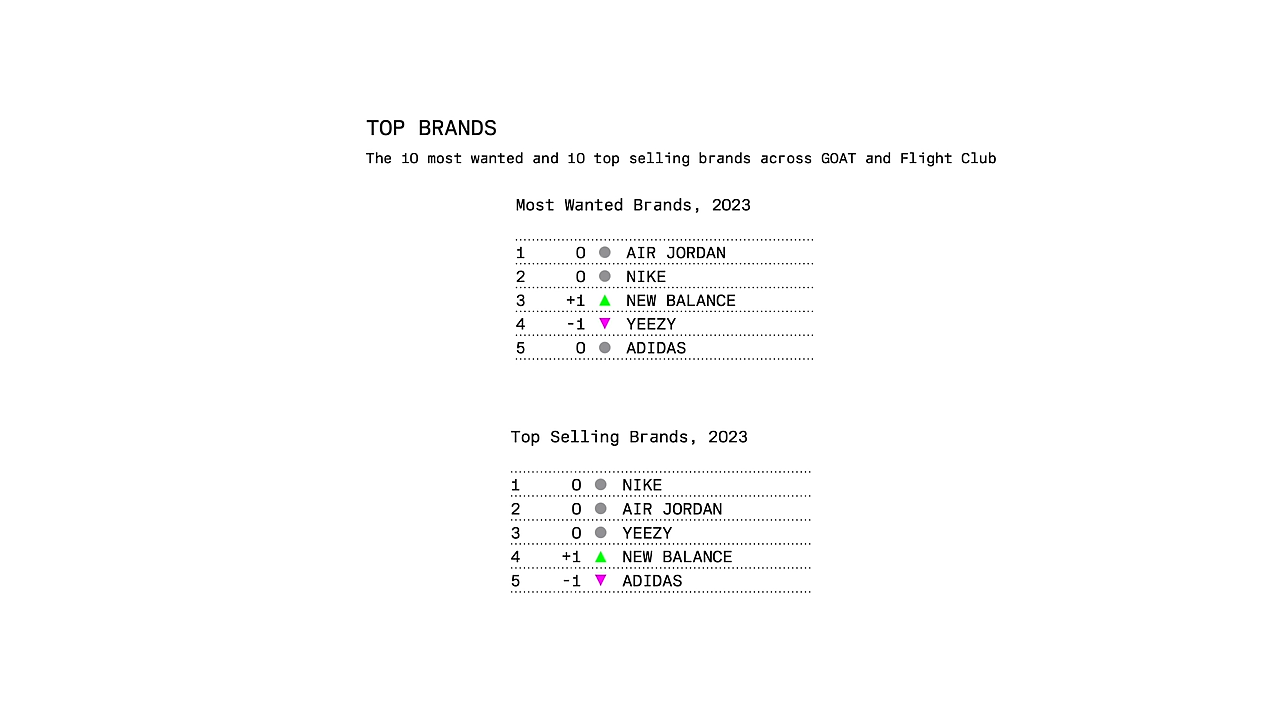 TOP BRANDS
The 10 most wanted and 10 top selling brands across GOAT and Flight Club
Most Wanted Brands, 2023
1 0 ● AIR JORDAN
2 0 ● NIKE
3 +1 ▲ NEW BALANCE
4 -1 ▼ YEEZY
5 0 ● ADIDAS
Top Selling Brands, 2023
1 0 ● NIKE
2 0 ● AIR JORDAN
3 0 ● YEEZY
4 +1 ▲ NEW BALANCE
5 -1 ▼ ADIDAS